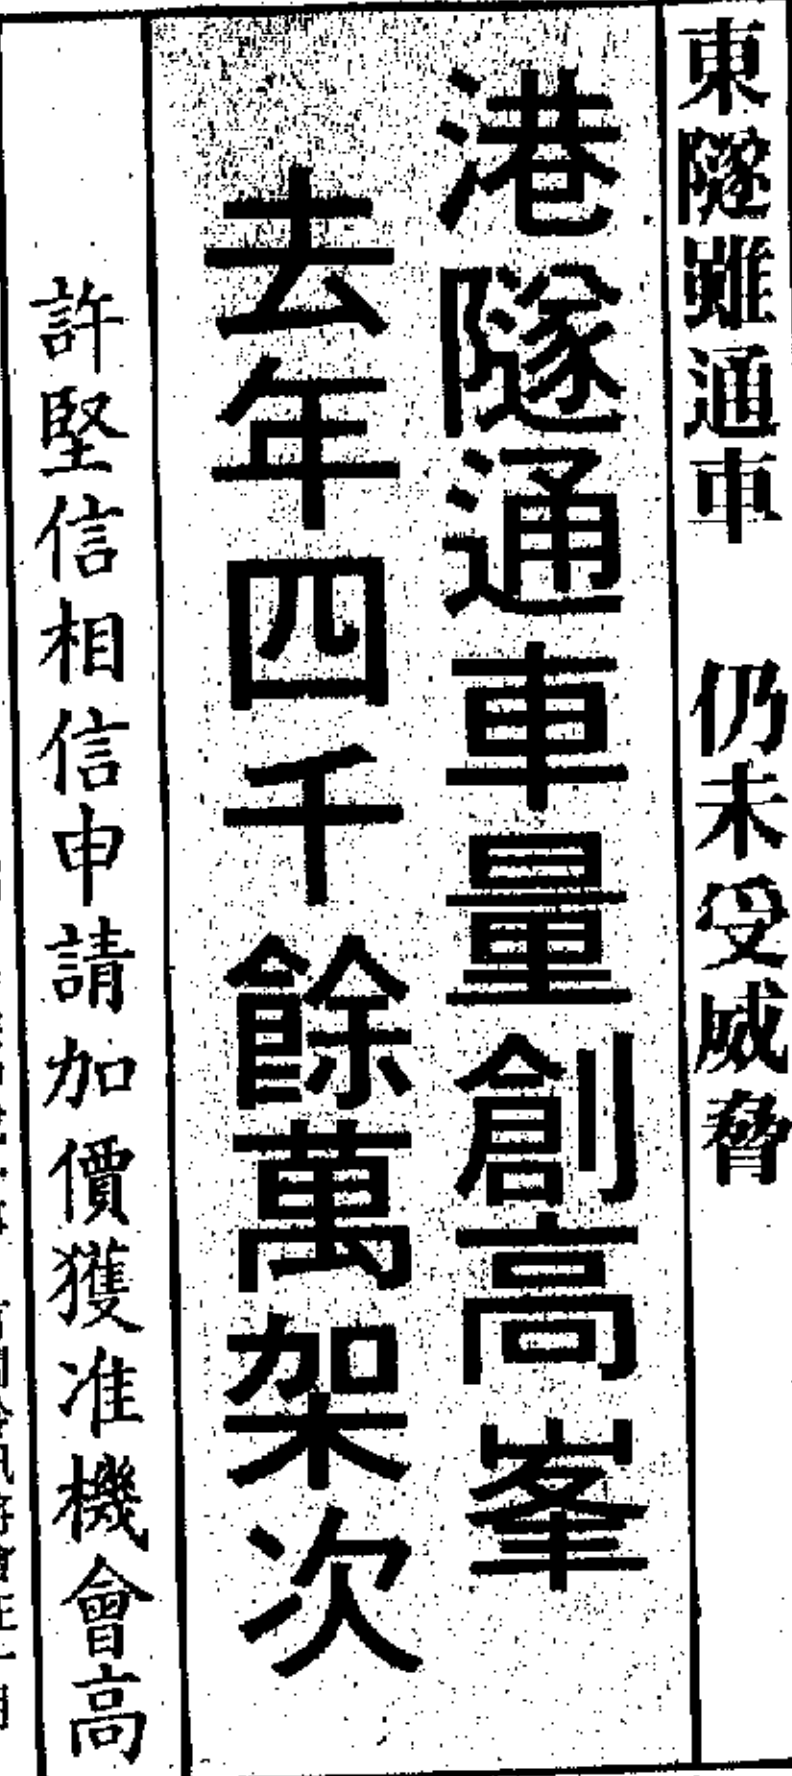 東隧雖通車　仍未受威脅
港隧通車量創高峯
去年四千餘萬架次
許堅信相信申請加價獲准機會高